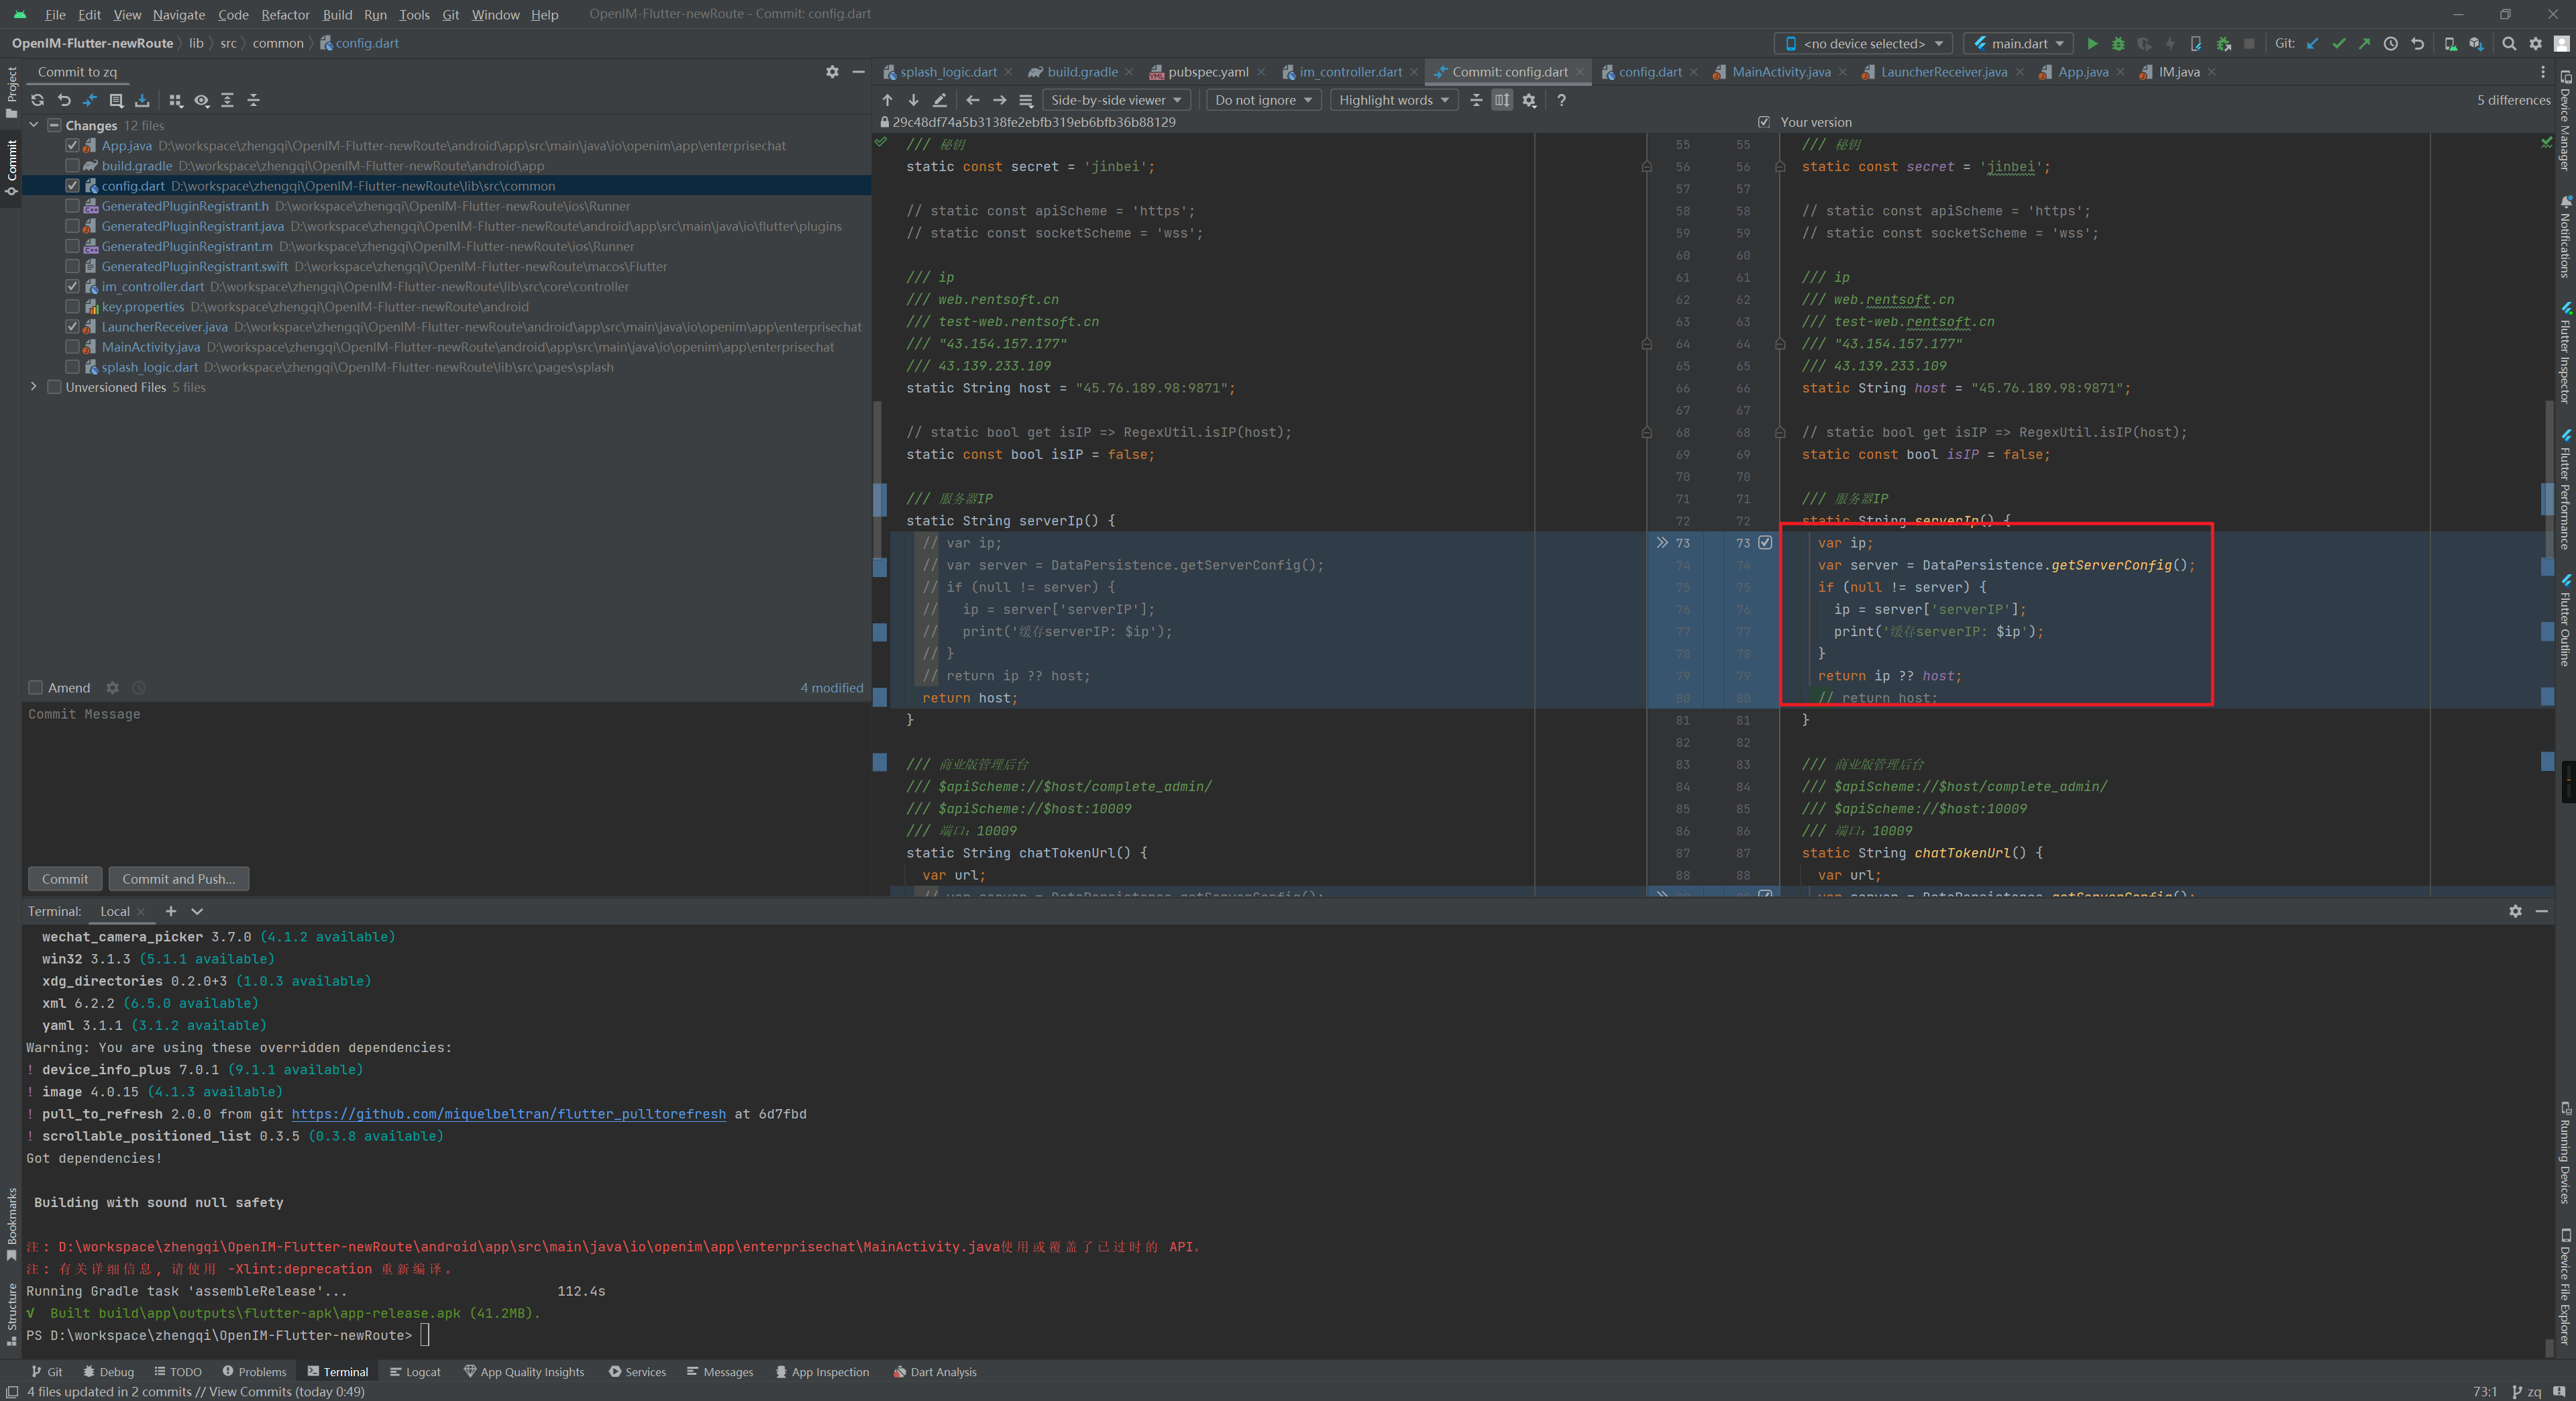 File Edit View Navigate Code Refactor Build Run Tools Git Window Help OpenIM-Flutter-newRoute - Commit: config.dart
OpenIM-Flutter-newRoute lib src common config.dart <no device selected> main.dart Git:
Commit to zq
splash_logic.dart build.gradle pubspec.yaml im_controller.dart Commit: config.dart config.dart MainActivity.java LauncherReceiver.java App.java IM.java
Side-by-side viewer Do not ignore Highlight words ? 5 differences
29c48df74a5b3138fe2ebfb319eb6bfb36b88129 Your version
Changes 12 files
App.java D:\workspace\zhengqi\OpenIM-Flutter-newRoute\android\app\src\main\java\io\openim\app\enterprisechat
build.gradle D:\workspace\zhengqi\OpenIM-Flutter-newRoute\android\app
config.dart D:\workspace\zhengqi\OpenIM-Flutter-newRoute\lib\src\common
GeneratedPluginRegistrant.h D:\workspace\zhengqi\OpenIM-Flutter-newRoute\ios\Runner
GeneratedPluginRegistrant.java D:\workspace\zhengqi\OpenIM-Flutter-newRoute\android\app\src\main\java\io\flutter\plugins
GeneratedPluginRegistrant.m D:\workspace\zhengqi\OpenIM-Flutter-newRoute\ios\Runner
GeneratedPluginRegistrant.swift D:\workspace\zhengqi\OpenIM-Flutter-newRoute\macos\Flutter
im_controller.dart D:\workspace\zhengqi\OpenIM-Flutter-newRoute\lib\src\core\controller
key.properties D:\workspace\zhengqi\OpenIM-Flutter-newRoute\android
LauncherReceiver.java D:\workspace\zhengqi\OpenIM-Flutter-newRoute\android\app\src\main\java\io\openim\app\enterprisechat
MainActivity.java D:\workspace\zhengqi\OpenIM-Flutter-newRoute\android\app\src\main\java\io\openim\app\enterprisechat
splash_logic.dart D:\workspace\zhengqi\OpenIM-Flutter-newRoute\lib\src\pages\splash
Unversioned Files 5 files
Amend 4 modified
Commit Message
Commit Commit and Push...
/// 秘钥 55 55 /// 秘钥
static const secret = 'jinbei'; 56 56 static const secret = 'jinbei';
57 57
// static const apiScheme = 'https'; 58 58 // static const apiScheme = 'https';
// static const socketScheme = 'wss'; 59 59 // static const socketScheme = 'wss';
60 60
/// ip 61 61 /// ip
/// web.rentsoft.cn 62 62 /// web.rentsoft.cn
/// test-web.rentsoft.cn 63 63 /// test-web.rentsoft.cn
/// "43.154.157.177" 64 64 /// "43.154.157.177"
/// 43.139.233.109 65 65 /// 43.139.233.109
static String host = "45.76.189.98:9871"; 66 66 static String host = "45.76.189.98:9871";
67 67
// static bool get isIP => RegexUtil.isIP(host); 68 68 // static bool get isIP => RegexUtil.isIP(host);
static const bool isIP = false; 69 69 static const bool isIP = false;
70 70
/// 服务器IP 71 71 /// 服务器IP
static String serverIp() { 72 72 static String serverIp() {
// var ip; 73 73 var ip;
// var server = DataPersistence.getServerConfig(); 74 74 var server = DataPersistence.getServerConfig();
// if (null != server) { 75 75 if (null != server) {
//   ip = server['serverIP']; 76 76 ip = server['serverIP'];
//   print('缓存serverIP: $ip'); 77 77 print('缓存serverIP: $ip');
// } 78 78 }
// return ip ?? host; 79 79 return ip ?? host;
return host; 80 80 // return host;
} 81 81 }
82 82
/// 商业版管理后台 83 83 /// 商业版管理后台
/// $apiScheme://$host/complete_admin/ 84 84 /// $apiScheme://$host/complete_admin/
/// $apiScheme://$host:10009 85 85 /// $apiScheme://$host:10009
/// 端口：10009 86 86 /// 端口：10009
static String chatTokenUrl() { 87 87 static String chatTokenUrl() {
var url; 88 88 var url;
// var server = DataPersistence.getServerConfig(); var server = DataPersistence.getServerConfig();
Terminal: Local
wechat_camera_picker 3.7.0 (4.1.2 available)
win32 3.1.3 (5.1.1 available)
xdg_directories 0.2.0+3 (1.0.3 available)
xml 6.2.2 (6.5.0 available)
yaml 3.1.1 (3.1.2 available)
Warning: You are using these overridden dependencies:
! device_info_plus 7.0.1 (9.1.1 available)
! image 4.0.15 (4.1.3 available)
! pull_to_refresh 2.0.0 from git https://github.com/miquelbeltran/flutter_pulltorefresh at 6d7fbd
! scrollable_positioned_list 0.3.5 (0.3.8 available)
Got dependencies!
Building with sound null safety
注: D:\workspace\zhengqi\OpenIM-Flutter-newRoute\android\app\src\main\java\io\openim\app\enterprisechat\MainActivity.java使用或覆盖了已过时的 API。
注: 有关详细信息, 请使用 -Xlint:deprecation 重新编译。
Running Gradle task 'assembleRelease'... 112.4s
√ Built build\app\outputs\flutter-apk\app-release.apk (41.2MB).
PS D:\workspace\zhengqi\OpenIM-Flutter-newRoute>
Git Debug TODO Problems Terminal Logcat App Quality Insights Services Messages App Inspection Dart Analysis
4 files updated in 2 commits // View Commits (today 0:49) 73:1 zq
Project
Commit
Bookmarks
Structure
Device Manager
Notifications
Flutter Inspector
Flutter Performance
Flutter Outline
Running Devices
Device File Explorer